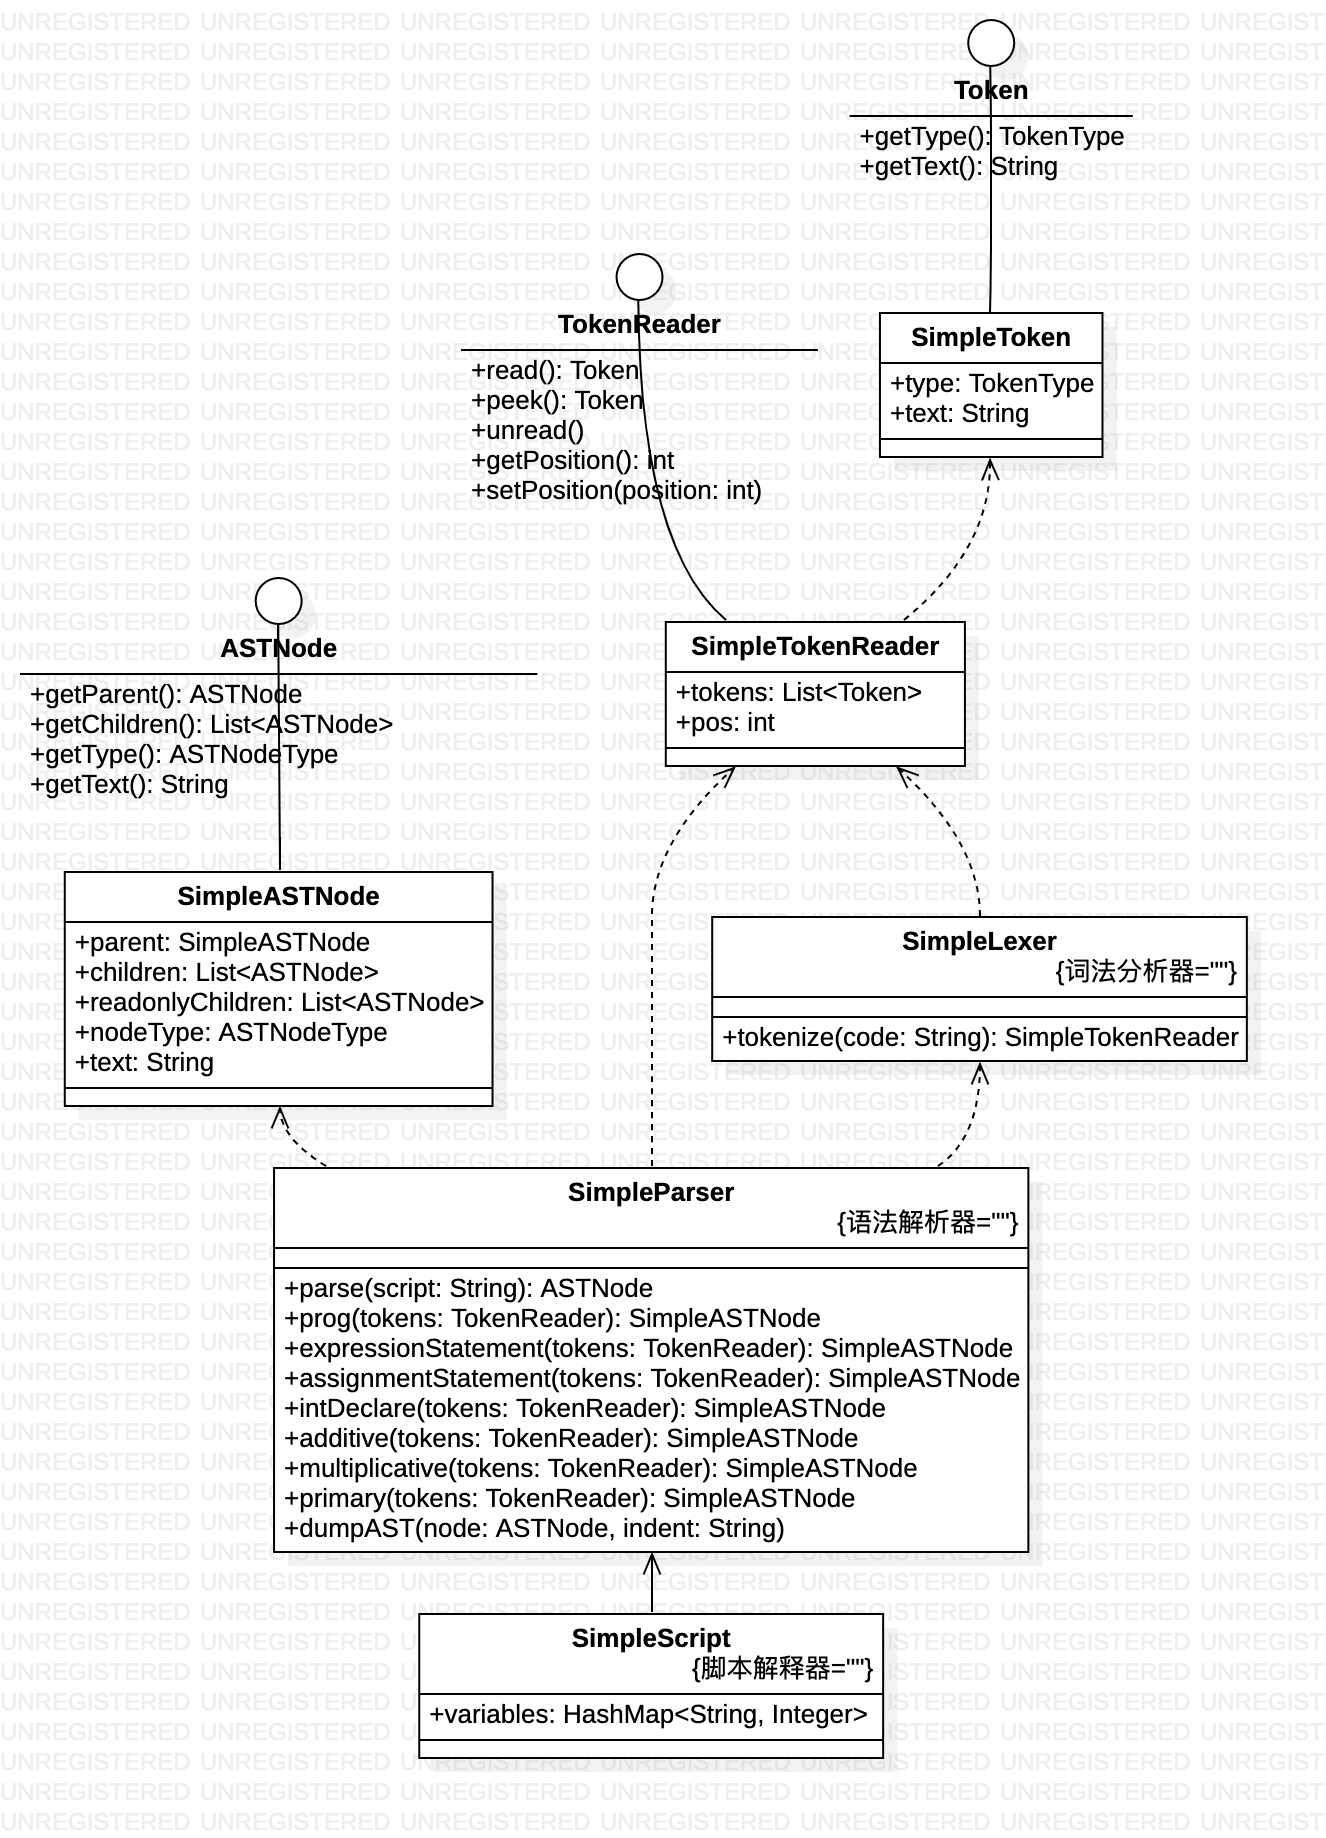 Token
+getType(): TokenType
+getText(): String
TokenReader
+read(): Token
+peek(): Token
+unread()
+getPosition(): int
+setPosition(position: int)
SimpleToken
+type: TokenType
+text: String
ASTNode
+getParent(): ASTNode
+getChildren(): List<ASTNode>
+getType(): ASTNodeType
+getText(): String
SimpleTokenReader
+tokens: List<Token>
+pos: int
SimpleASTNode
+parent: SimpleASTNode
+children: List<ASTNode>
+readonlyChildren: List<ASTNode>
+nodeType: ASTNodeType
+text: String
SimpleLexer
{词法分析器=""}
+tokenize(code: String): SimpleTokenReader
SimpleParser
{语法解析器=""}
+parse(script: String): ASTNode
+prog(tokens: TokenReader): SimpleASTNode
+expressionStatement(tokens: TokenReader): SimpleASTNode
+assignmentStatement(tokens: TokenReader): SimpleASTNode
+intDeclare(tokens: TokenReader): SimpleASTNode
+additive(tokens: TokenReader): SimpleASTNode
+multiplicative(tokens: TokenReader): SimpleASTNode
+primary(tokens: TokenReader): SimpleASTNode
+dumpAST(node: ASTNode, indent: String)
SimpleScript
{脚本解释器=""}
+variables: HashMap<String, Integer>